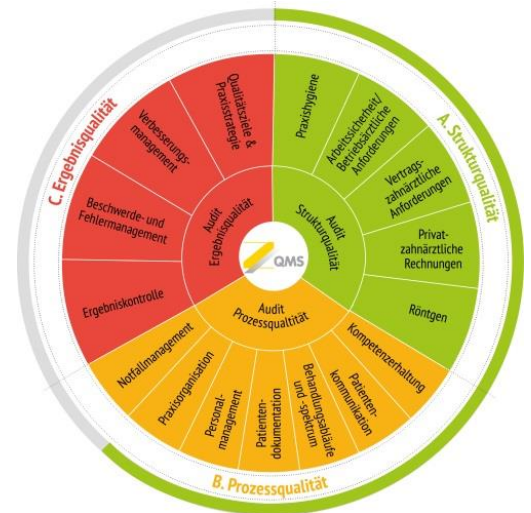 A. Strukturqualität
Audit
Strukturqualität
Praxishygiene
Arbeitssicherheit/
Betriebsärztliche
Anforderungen
Vertrags-
zahnärztliche
Anforderungen
Privat-
zahnärztliche
Rechnungen
Röntgen
B. Prozessqualität
Audit
Prozessqualtität
Kompetenzerhaltung
Patienten-
kommunikation
Behandlungsabläufe
und -spektrum
Patienten-
dokumentation
Personal-
management
Praxisorganisation
Notfallmanagement
C. Ergebnisqualität
Audit
Ergebnisqualität
Ergebniskontrolle
Beschwerde- und
Fehlermanagement
Verbesserungs-
management
Qualitätsziele &
Praxisstrategie
QMS